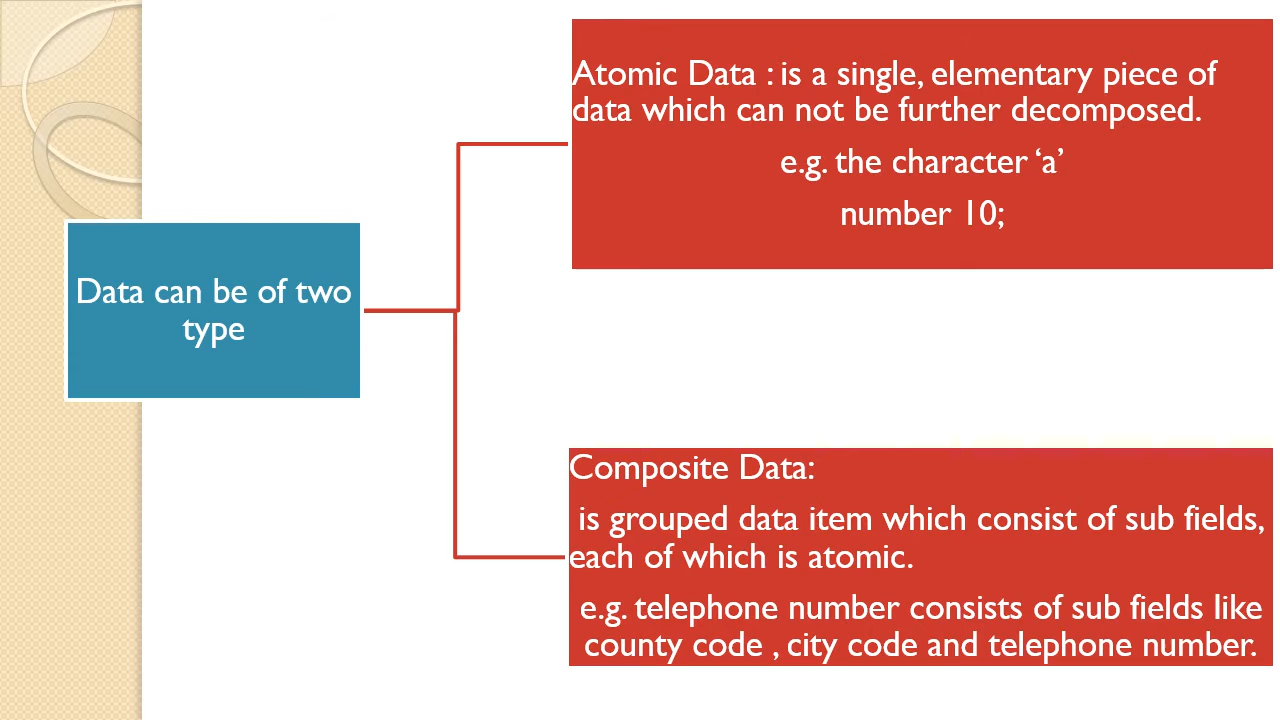 Data can be of two
type
Atomic Data : is a single, elementary piece of
data which can not be further decomposed.
e.g. the character ‘a’
number 10;
Composite Data:
is grouped data item which consist of sub fields,
each of which is atomic.
e.g. telephone number consists of sub fields like
county code , city code and telephone number.